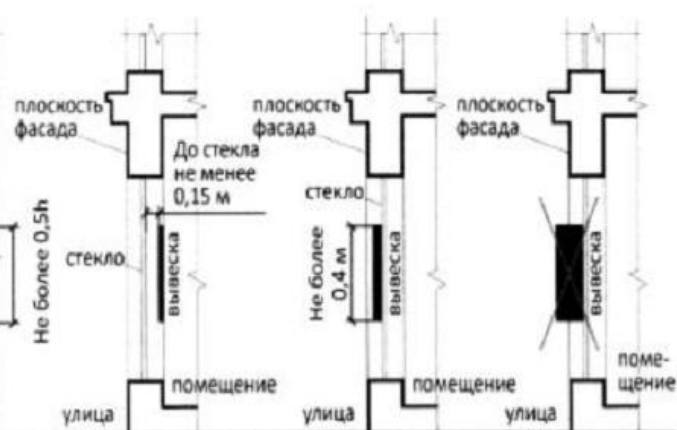 плоскость
фасада
До стекла
не менее
0,15 м
Не более 0,5h
стекло
вывеска
помещение
улица
плоскость
фасада
стекло
Не более
0,4 м
вывеска
помещение
улица
плоскость
фасада
вывеска
поме-
щение
улица